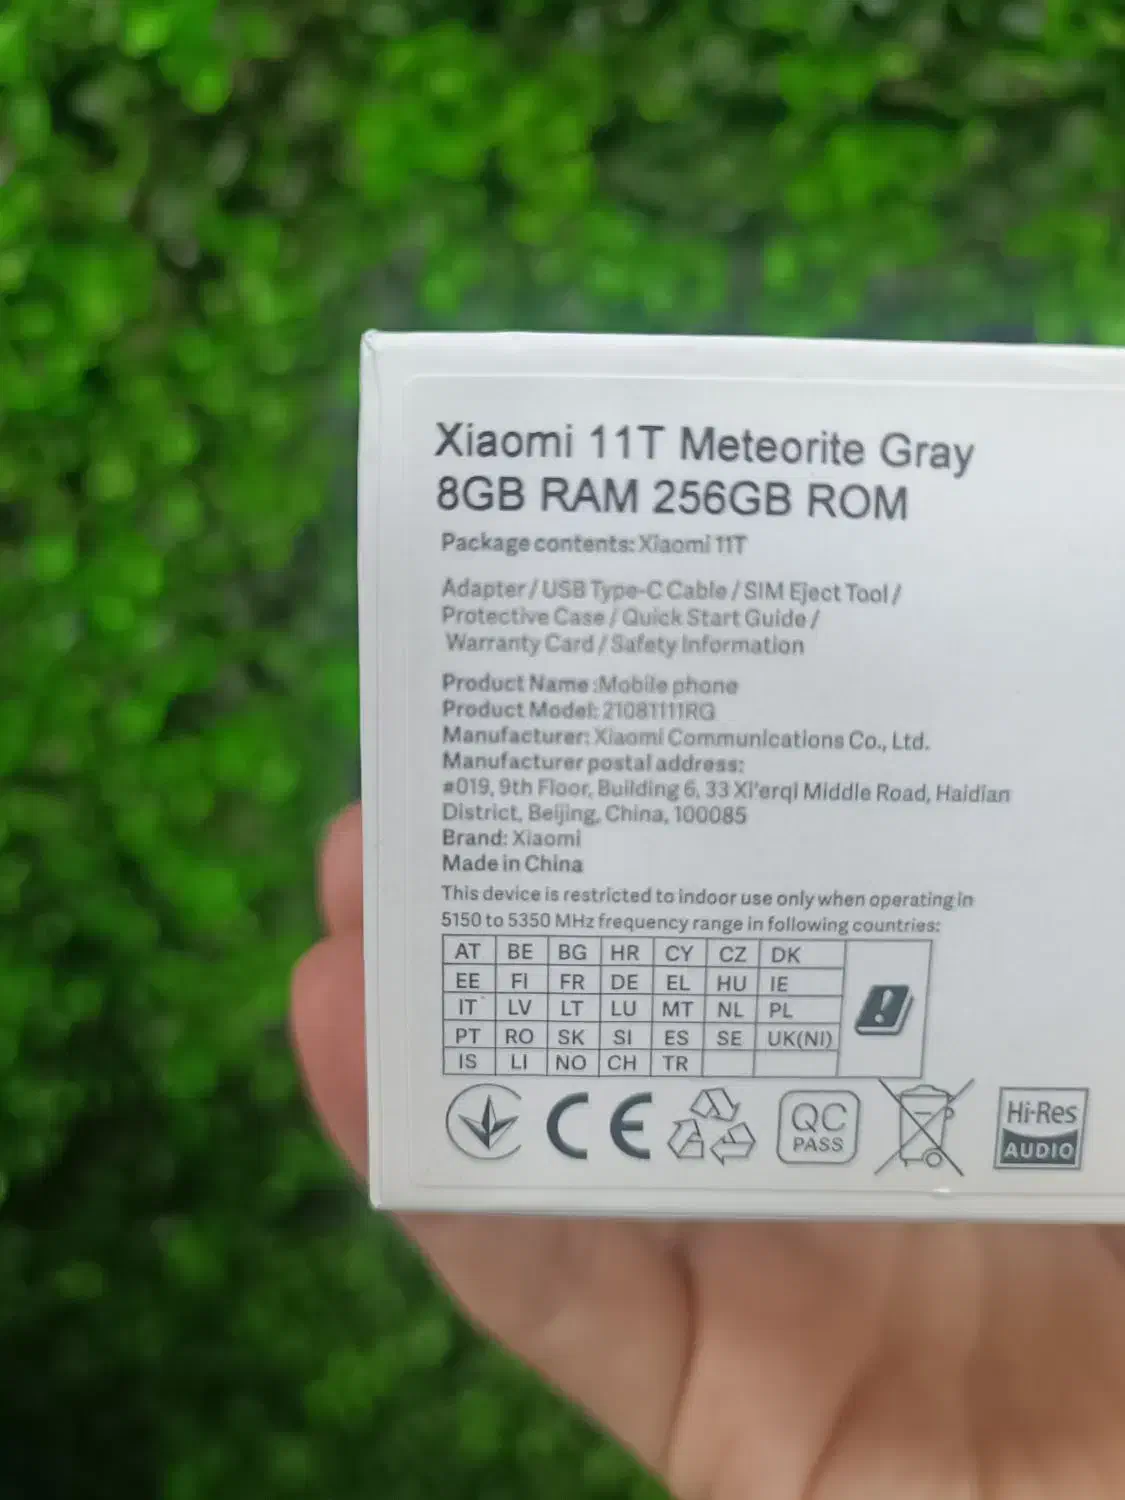 Xiaomi 11T Meteorite Gray
8GB RAM 256GB ROM
Package contents: Xiaomi 11T
Adapter / USB Type-C Cable / SIM Eject Tool /
Protective Case / Quick Start Guide /
Warranty Card / Safety Information
Product Name :Mobile phone
Product Model: 21081111RG
Manufacturer: Xiaomi Communications Co., Ltd.
Manufacturer postal address:
#019, 9th Floor, Building 6, 33 Xi'erqi Middle Road, Haidian
District, Beijing, China, 100085
Brand: Xiaomi
Made in China
This device is restricted to indoor use only when operating in
5150 to 5350 MHz frequency range in following countries:
AT BE BG HR CY CZ DK
EE FI FR DE EL HU IE
IT LV LT LU MT NL PL
PT RO SK SI ES SE UK(NI)
IS LI NO CH TR
CE QC Hi-Res
PASS AUDIO